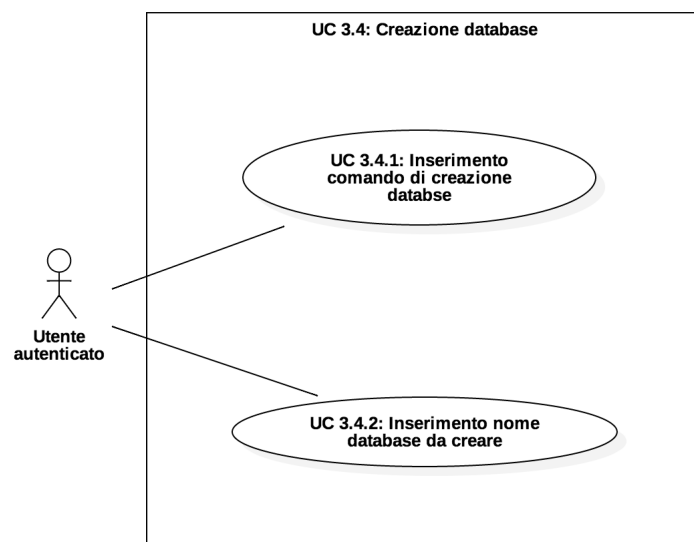 UC 3.4: Creazione database
UC 3.4.1: Inserimento
comando di creazione
databse
Utente
autenticato
UC 3.4.2: Inserimento nome
database da creare